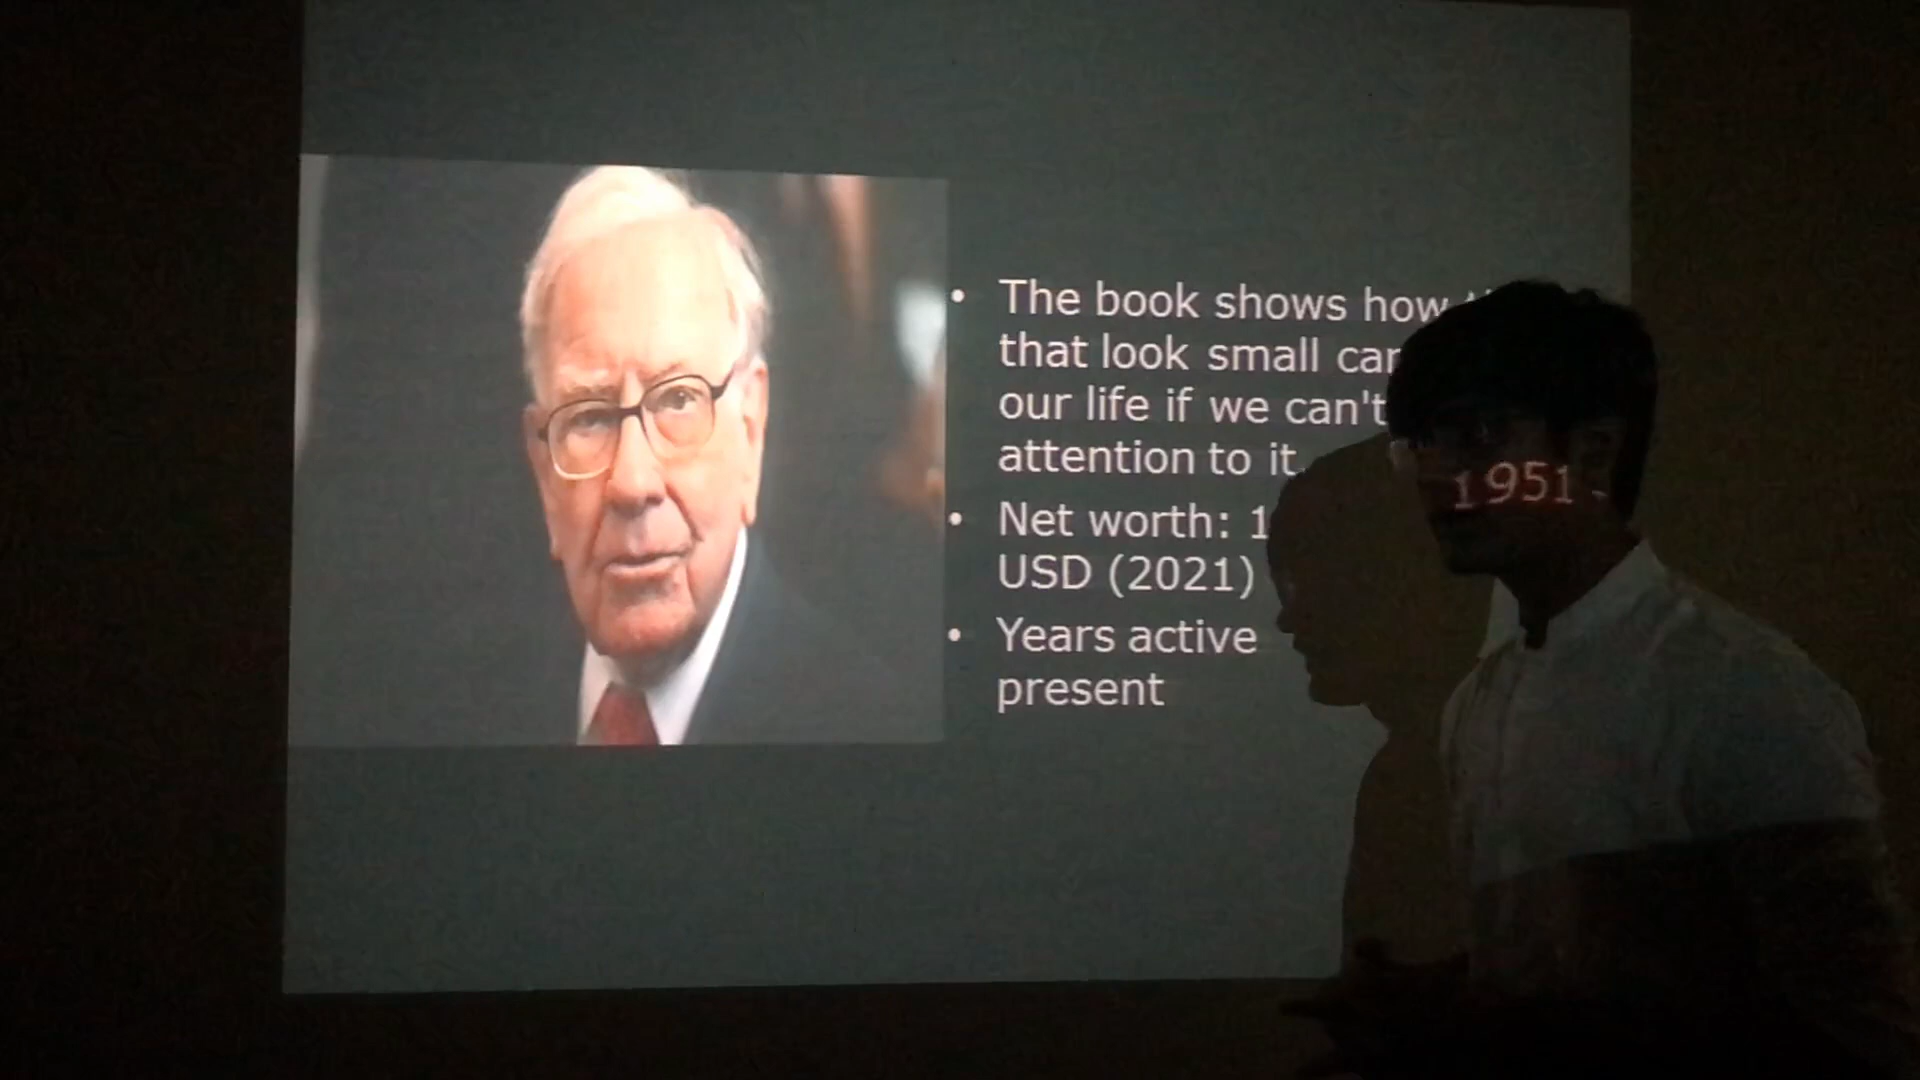 The book shows how
that look small
our life if we can't
attention to it.
Net worth: 1
USD (2021)
Years active 1951 -
present